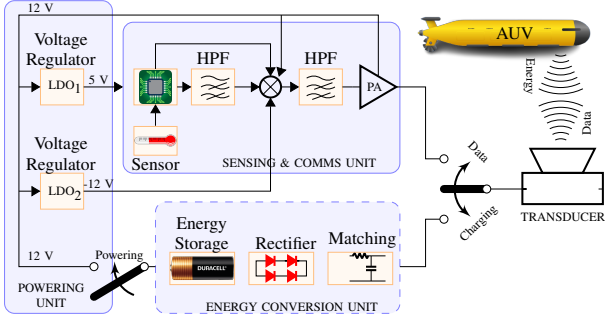 12 V
Voltage
Regulator
LDO1
5 V
HPF
HPF
PA
Sensor
SENSING & COMMS UNIT
Voltage
Regulator
LDO2
-12 V
12 V
Powering
POWERING
UNIT
Energy
Storage
DURACELL
Rectifier
Matching
ENERGY CONVERSION UNIT
AUV
Energy
Data
Data
Charging
TRANSDUCER